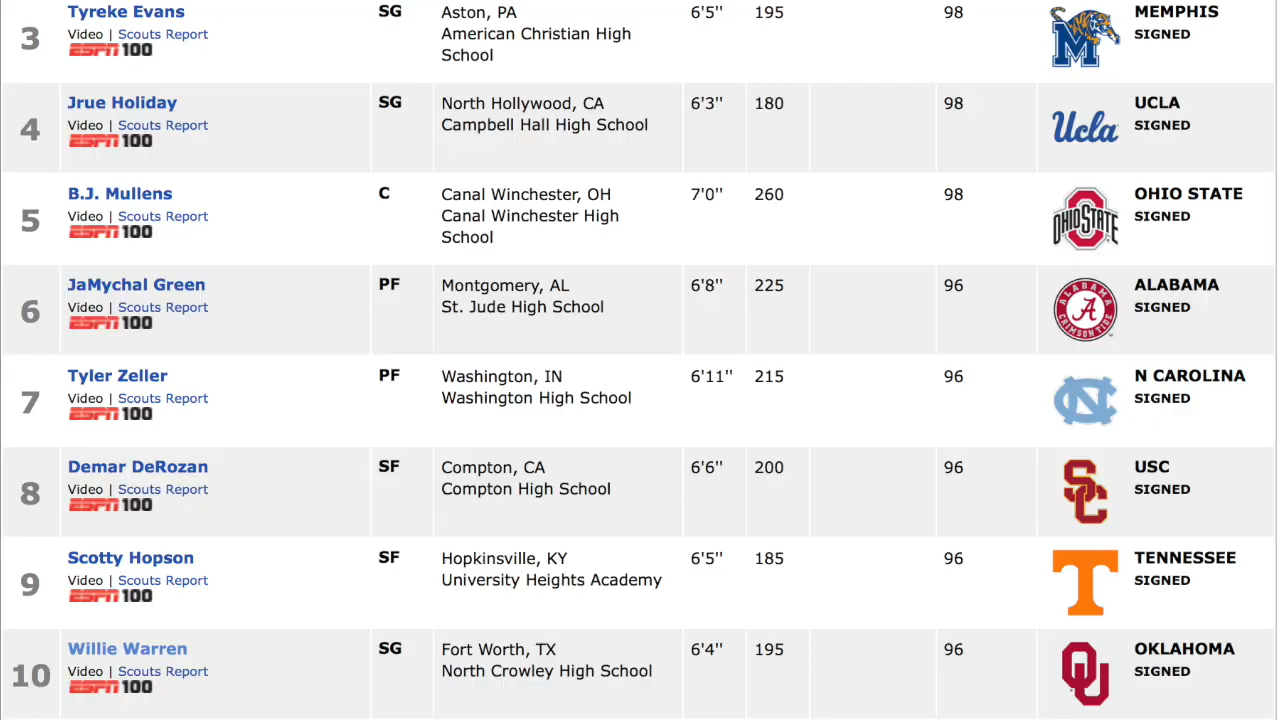 3
Tyreke Evans
Video | Scouts Report
ESPN 100
SG
Aston, PA
American Christian High
School
6'5''
195
98
M
MEMPHIS
SIGNED
4
Jrue Holiday
Video | Scouts Report
ESPN 100
SG
North Hollywood, CA
Campbell Hall High School
6'3''
180
98
Ucla
UCLA
SIGNED
5
B.J. Mullens
Video | Scouts Report
ESPN 100
C
Canal Winchester, OH
Canal Winchester High
School
7'0''
260
98
OHIO STATE
OHIO STATE
SIGNED
6
JaMychal Green
Video | Scouts Report
ESPN 100
PF
Montgomery, AL
St. Jude High School
6'8''
225
96
ALABAMA
A
CRIMSON TIDE
ALABAMA
SIGNED
7
Tyler Zeller
Video | Scouts Report
ESPN 100
PF
Washington, IN
Washington High School
6'11''
215
96
NC
N CAROLINA
SIGNED
8
Demar DeRozan
Video | Scouts Report
ESPN 100
SF
Compton, CA
Compton High School
6'6''
200
96
SC
USC
SIGNED
9
Scotty Hopson
Video | Scouts Report
ESPN 100
SF
Hopkinsville, KY
University Heights Academy
6'5''
185
96
T
TENNESSEE
SIGNED
10
Willie Warren
Video | Scouts Report
ESPN 100
SG
Fort Worth, TX
North Crowley High School
6'4''
195
96
OU
OKLAHOMA
SIGNED